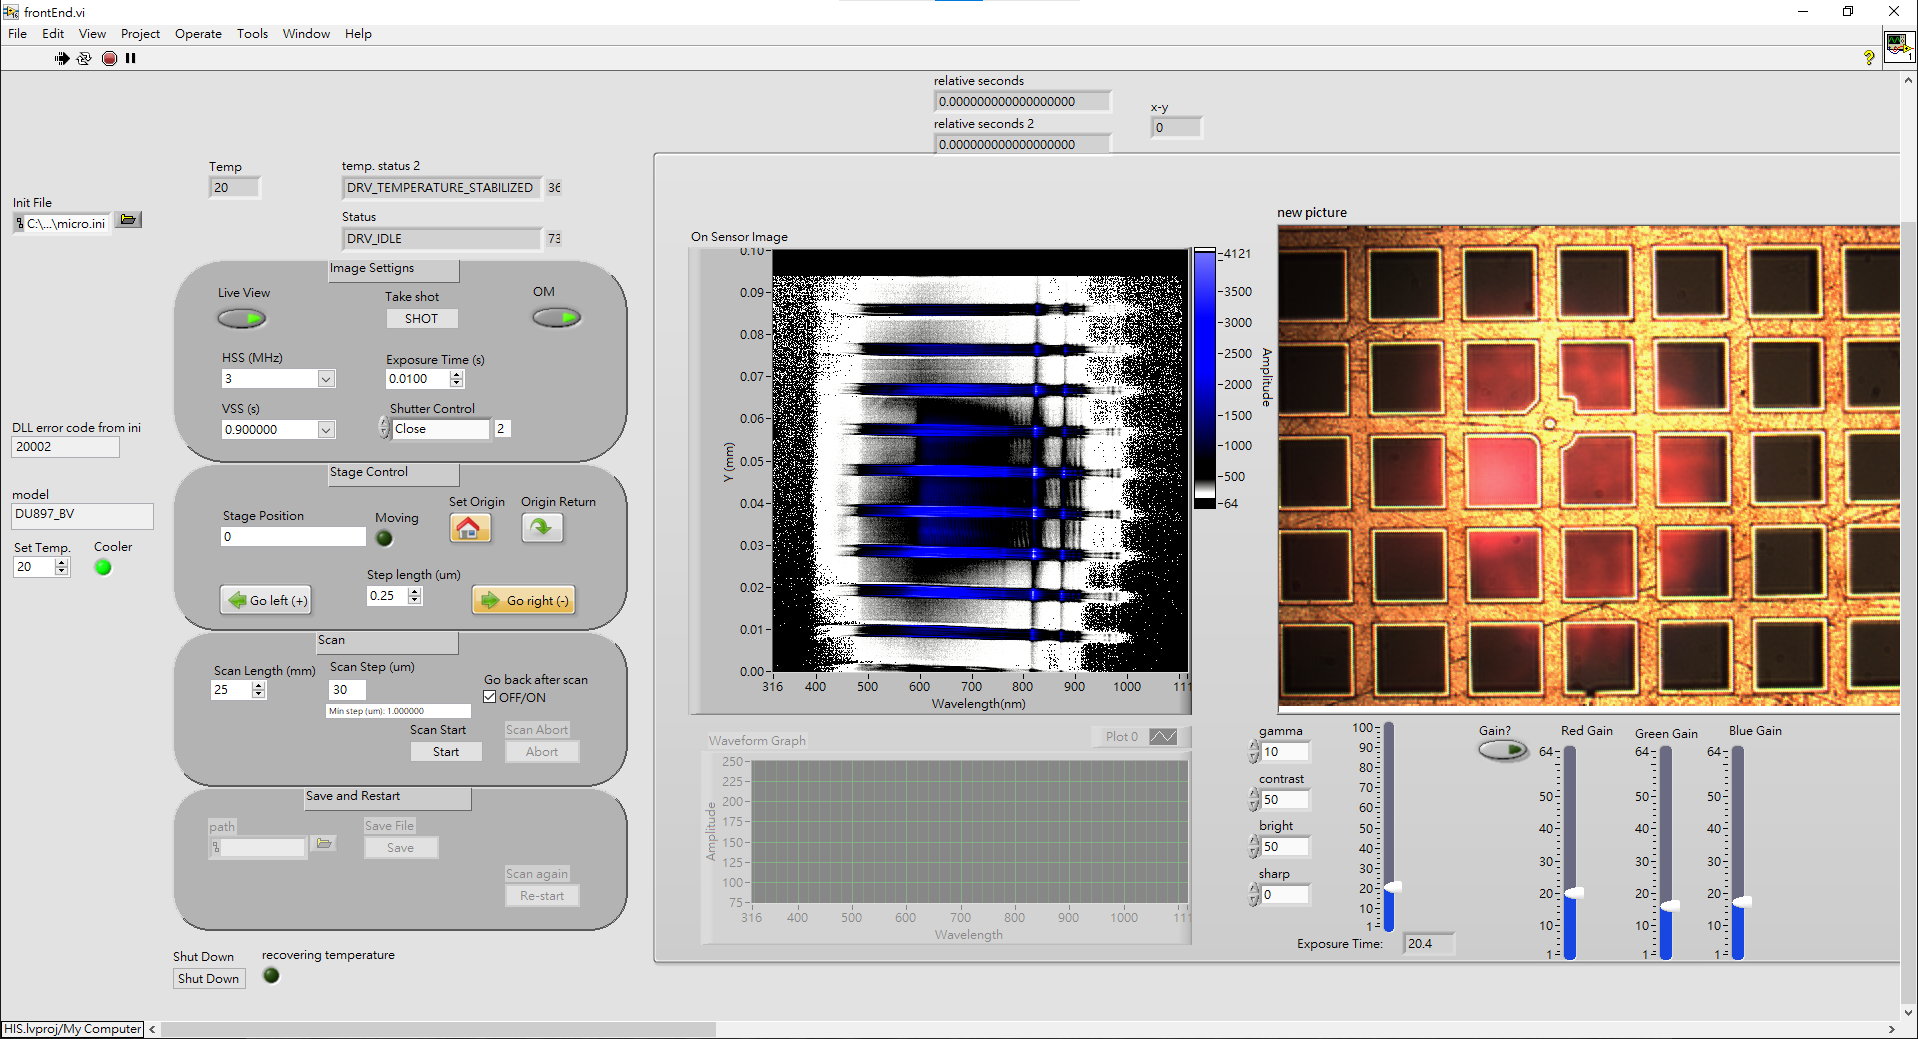 frontEnd.vi
File Edit View Project Operate Tools Window Help
relative seconds
0.000000000000000000
relative seconds 2
0.000000000000000000
x-y
0
Temp
20
temp. status 2
DRV_TEMPERATURE_STABILIZED 36
Status
DRV_IDLE 73
Init File
C:\...\micro.ini
Image Settigns
Live View
Take shot
SHOT
OM
HSS (MHz)
3
Exposure Time (s)
0.0100
VSS (s)
0.900000
Shutter Control
Close 2
DLL error code from ini
20002
model
DU897_BV
Set Temp.
20
Cooler
Stage Control
Stage Position
0
Moving
Set Origin
Origin Return
Step length (um)
0.25
Go left (+)
Go right (-)
Scan
Scan Length (mm)
25
Scan Step (um)
30
Min step (um): 1.000000
Go back after scan
OFF/ON
Scan Start
Start
Scan Abort
Abort
Save and Restart
path
Save File
Save
Scan again
Re-start
Shut Down
Shut Down
recovering temperature
On Sensor Image
0.10
0.09
0.08
0.07
0.06
0.05
0.04
0.03
0.02
0.01
0.00
Y (mm)
316 400 500 600 700 800 900 1000 111
Wavelength(nm)
4121
3500
3000
2500
2000
1500
1000
500
64
Amplitude
new picture
Waveform Graph
Plot 0
250
225
200
175
150
125
100
75
Amplitude
316 400 500 600 700 800 900 1000 111
Wavelength
gamma
10
contrast
50
bright
50
sharp
0
100
90
80
70
60
50
40
30
20
10
1
Exposure Time: 20.4
Gain?
Red Gain
64
50
40
30
20
10
1
Green Gain
64
50
40
30
20
10
1
Blue Gain
64
50
40
30
20
10
1
HIS.lvproj/My Computer